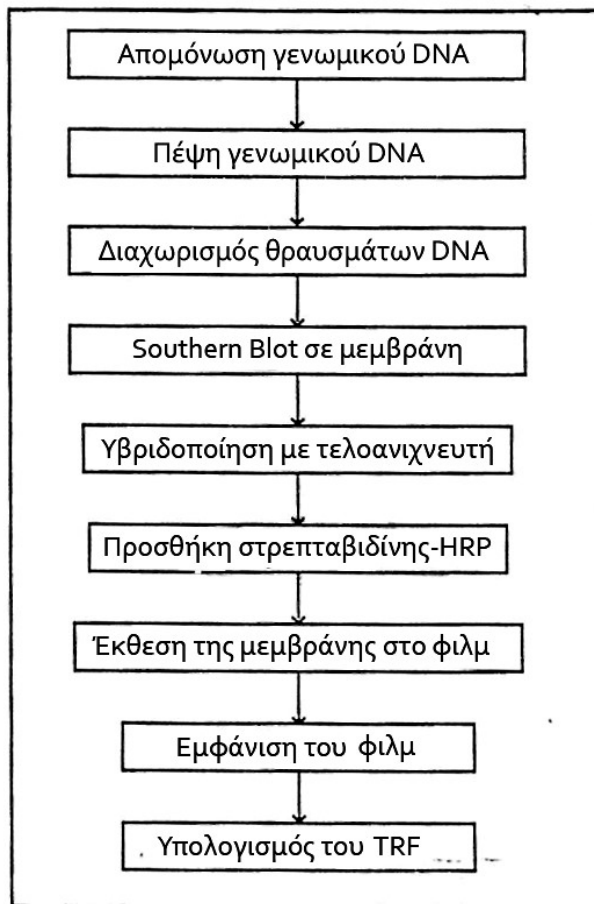 Απομόνωση γενωμικού DNA
Πέψη γενωμικού DNA
Διαχωρισμός θραυσμάτων DNA
Southern Blot σε μεμβράνη
Υβριδοποίηση με τελοανιχνευτή
Προσθήκη στρεπταβιδίνης-HRP
Έκθεση της μεμβράνης στο φιλμ
Εμφάνιση του φιλμ
Υπολογισμός του TRF